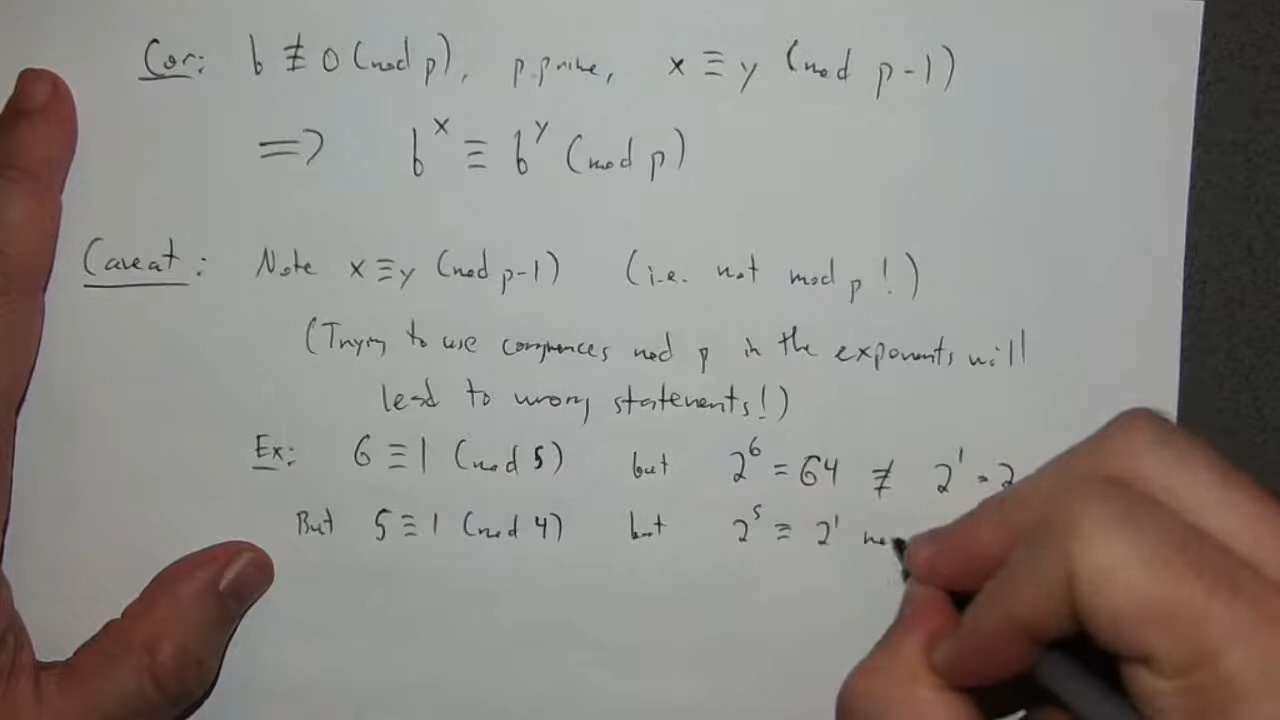 Cor: b ≢ 0 (mod p), p prime, x ≡ y (mod p-1)
=> b^x ≡ b^y (mod p)
Caveat: Note x ≡ y (mod p-1) (i.e. not mod p!)
(Trying to use congruences mod p in the exponents will
lead to wrong statements!)
Ex: 6 ≡ 1 (mod 5) but 2^6 = 64 ≢ 2^1 = 2
But 5 ≡ 1 (mod 4) but 2^5 ≡ 2^1